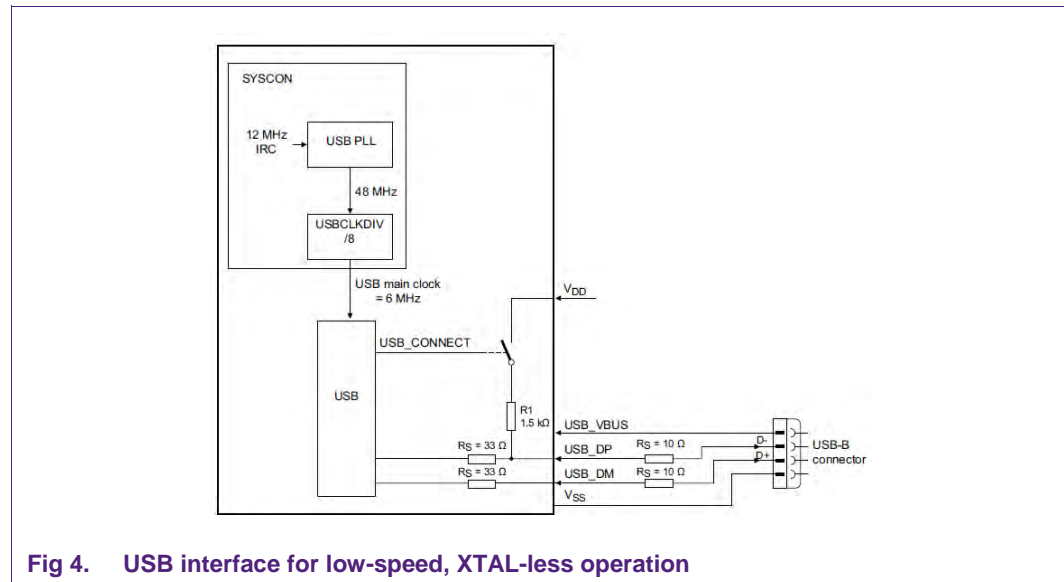 SYSCON
12 MHz
IRC
USB PLL
48 MHz
USBCLKDIV
/8
USB main clock
= 6 MHz
VDD
USB_CONNECT
USB
R1
1.5 kΩ
USB_VBUS
RS = 33 Ω
USB_DP
RS = 10 Ω
D-
USB-B
connector
D+
RS = 33 Ω
USB_DM
RS = 10 Ω
VSS
Fig 4. USB interface for low-speed, XTAL-less operation